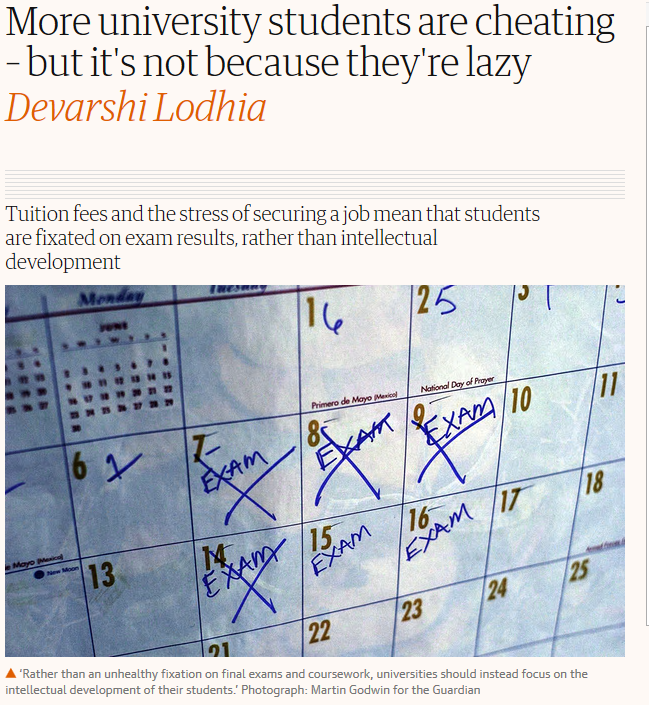 More university students are cheating
– but it's not because they're lazy
Devarshi Lodhia
Tuition fees and the stress of securing a job mean that students
are fixated on exam results, rather than intellectual
development
Monday
JUNE
1 6
2 5
Primero de Mayo (Mexico)
National Day of Prayer
6
7 EXAM
8 EXAM
9 EXAM
10
11
e Mayo (Mexico)
New Moon
13
14 EXAM
15 EXAM
16 EXAM
17
18
21
22
23
24
25
‘Rather than an unhealthy fixation on final exams and coursework, universities should instead focus on the
intellectual development of their students.’ Photograph: Martin Godwin for the Guardian